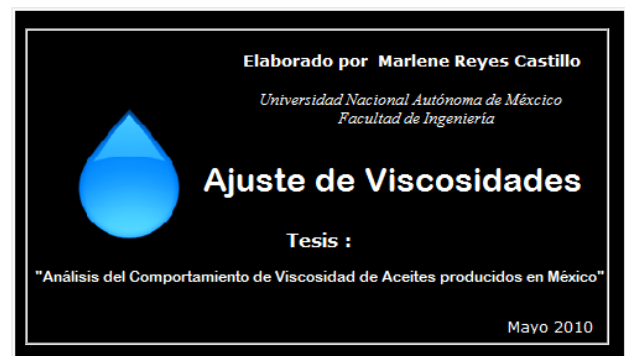 Elaborado por Marlene Reyes Castillo
Universidad Nacional Autónoma de Méxcico
Facultad de Ingeniería
Ajuste de Viscosidades
Tesis :
"Análisis del Comportamiento de Viscosidad de Aceites producidos en México"
Mayo 2010